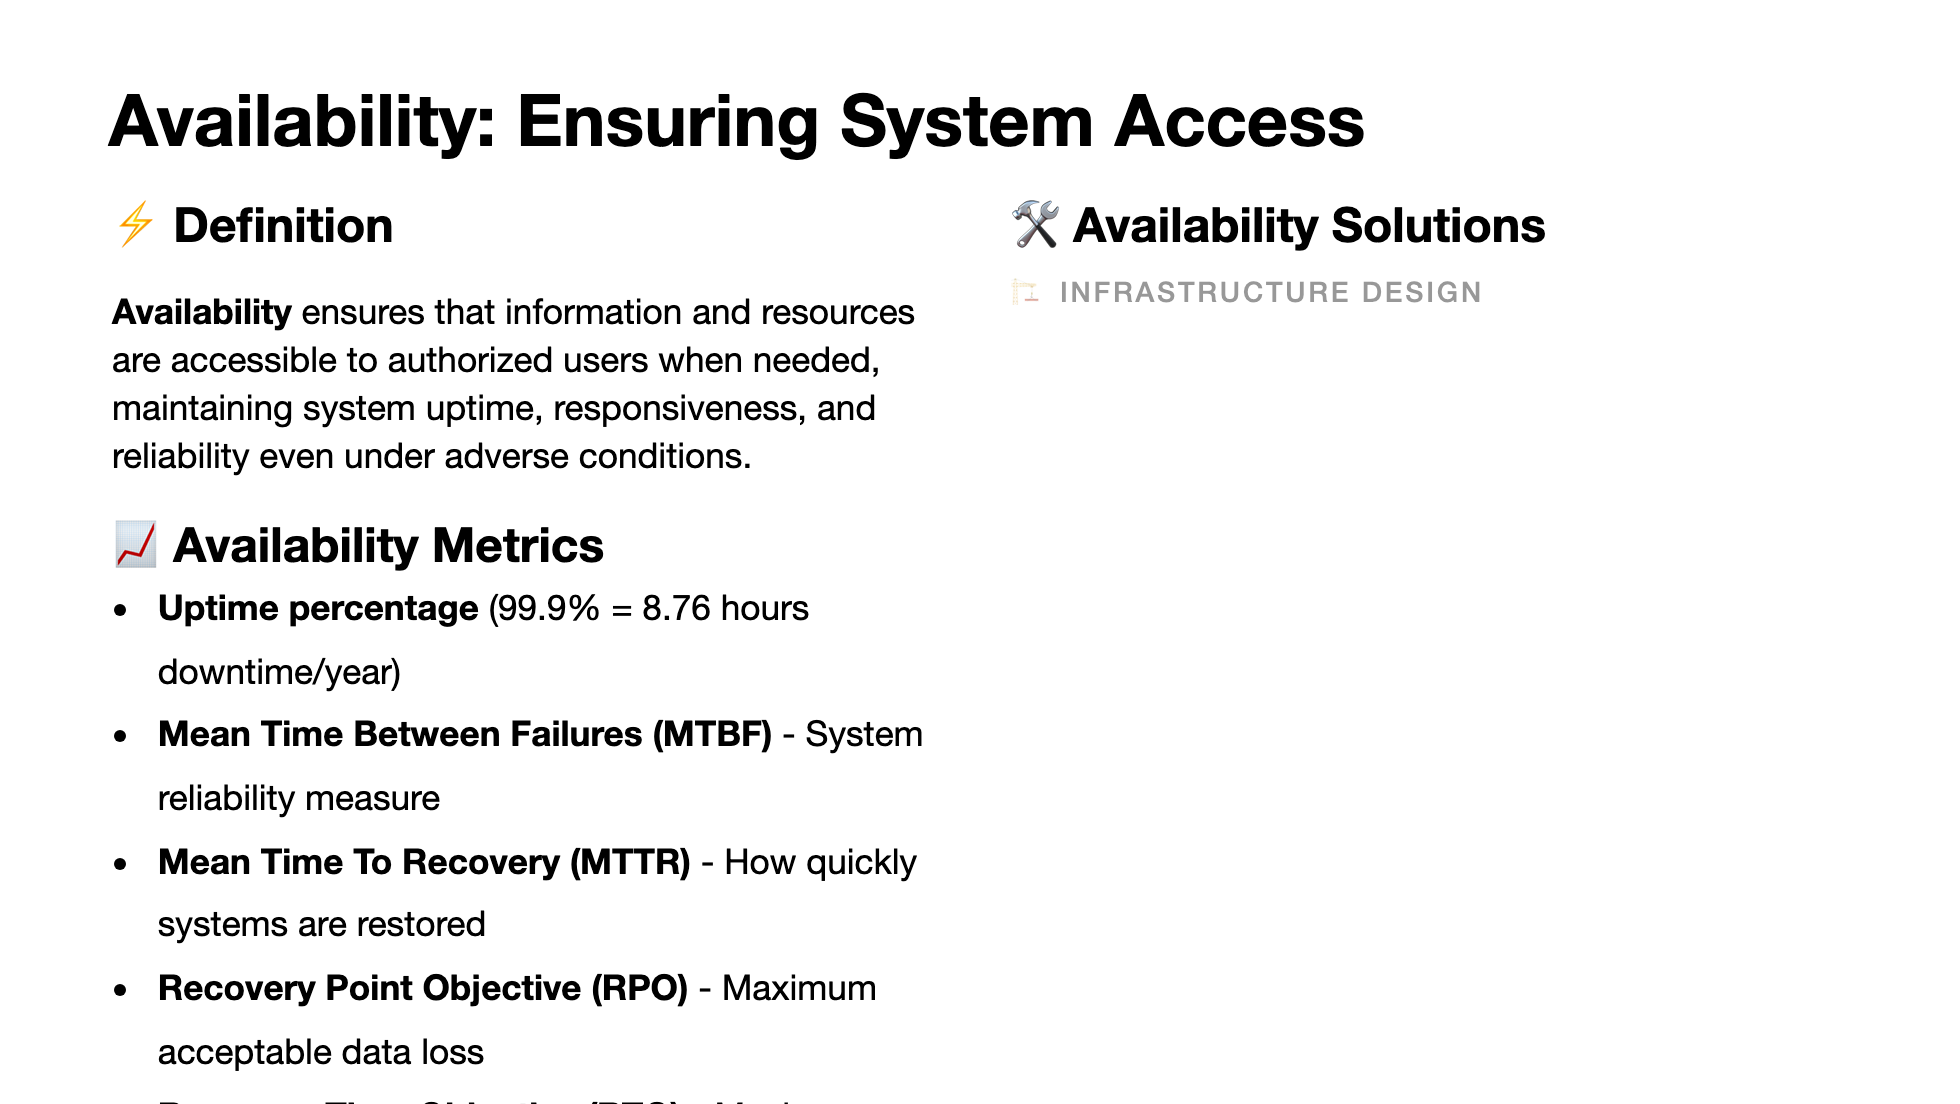 Availability: Ensuring System Access
⚡ Definition
Availability ensures that information and resources
are accessible to authorized users when needed,
maintaining system uptime, responsiveness, and
reliability even under adverse conditions.
📈 Availability Metrics
• Uptime percentage (99.9% = 8.76 hours
downtime/year)
• Mean Time Between Failures (MTBF) - System
reliability measure
• Mean Time To Recovery (MTTR) - How quickly
systems are restored
• Recovery Point Objective (RPO) - Maximum
acceptable data loss
🛠️ Availability Solutions
🏗️ INFRASTRUCTURE DESIGN